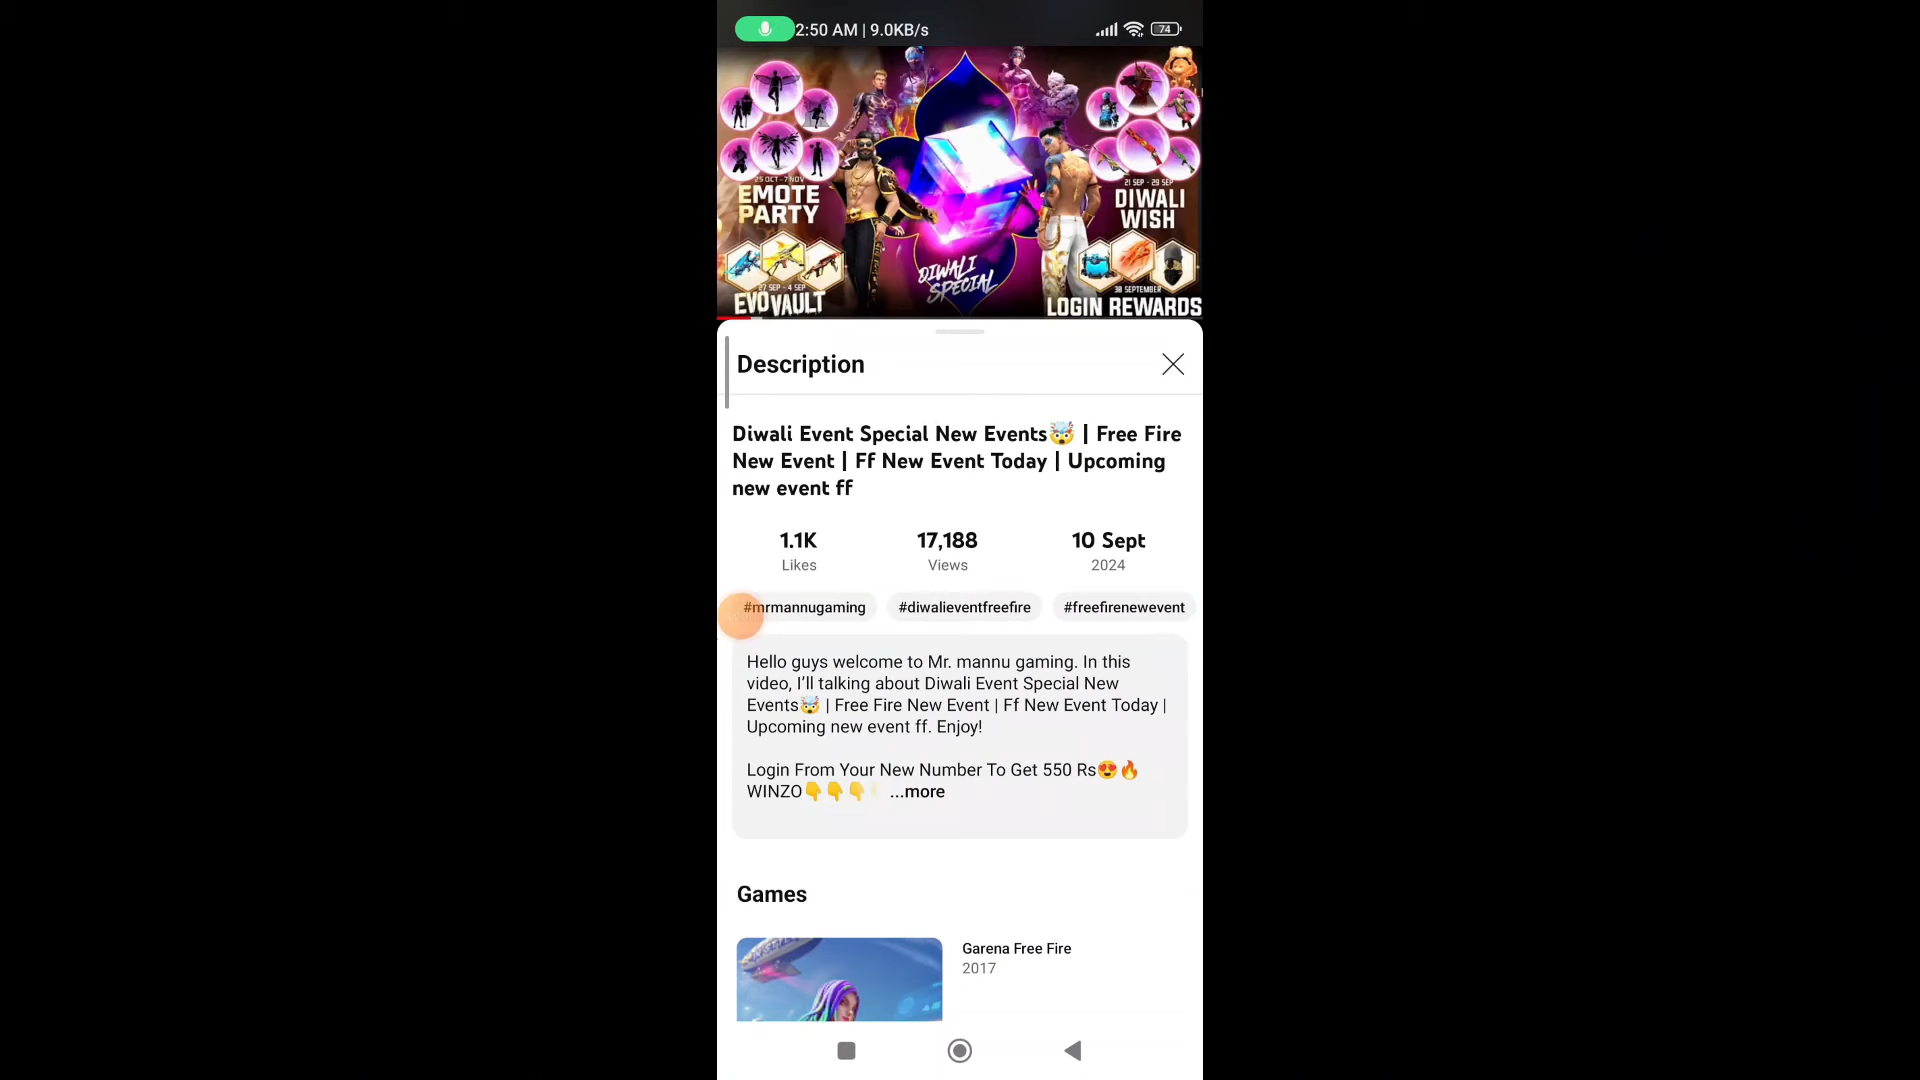 2:50 AM | 9.0KB/s
74
25 OCT-7 NOV
EMOTE
PARTY
21 SEP - 29 SEP
DIWALI
WISH
27 SEP - 4 SEP
EVO VAULT
DIWALI
SPECIAL
30 SEPTEMBER
LOGIN REWARDS
Description
Diwali Event Special New Events🤯 | Free Fire
New Event | Ff New Event Today | Upcoming
new event ff
1.1K
Likes
17,188
Views
10 Sept
2024
#mrmannugaming
#diwalieventfreefire
#freefirenewevent
Hello guys welcome to Mr. mannu gaming. In this
video, I'll talking about Diwali Event Special New
Events🤯 | Free Fire New Event | Ff New Event Today |
Upcoming new event ff. Enjoy!
Login From Your New Number To Get 550 Rs😍🔥
WINZO👇👇👇 ...more
Games
Garena Free Fire
2017